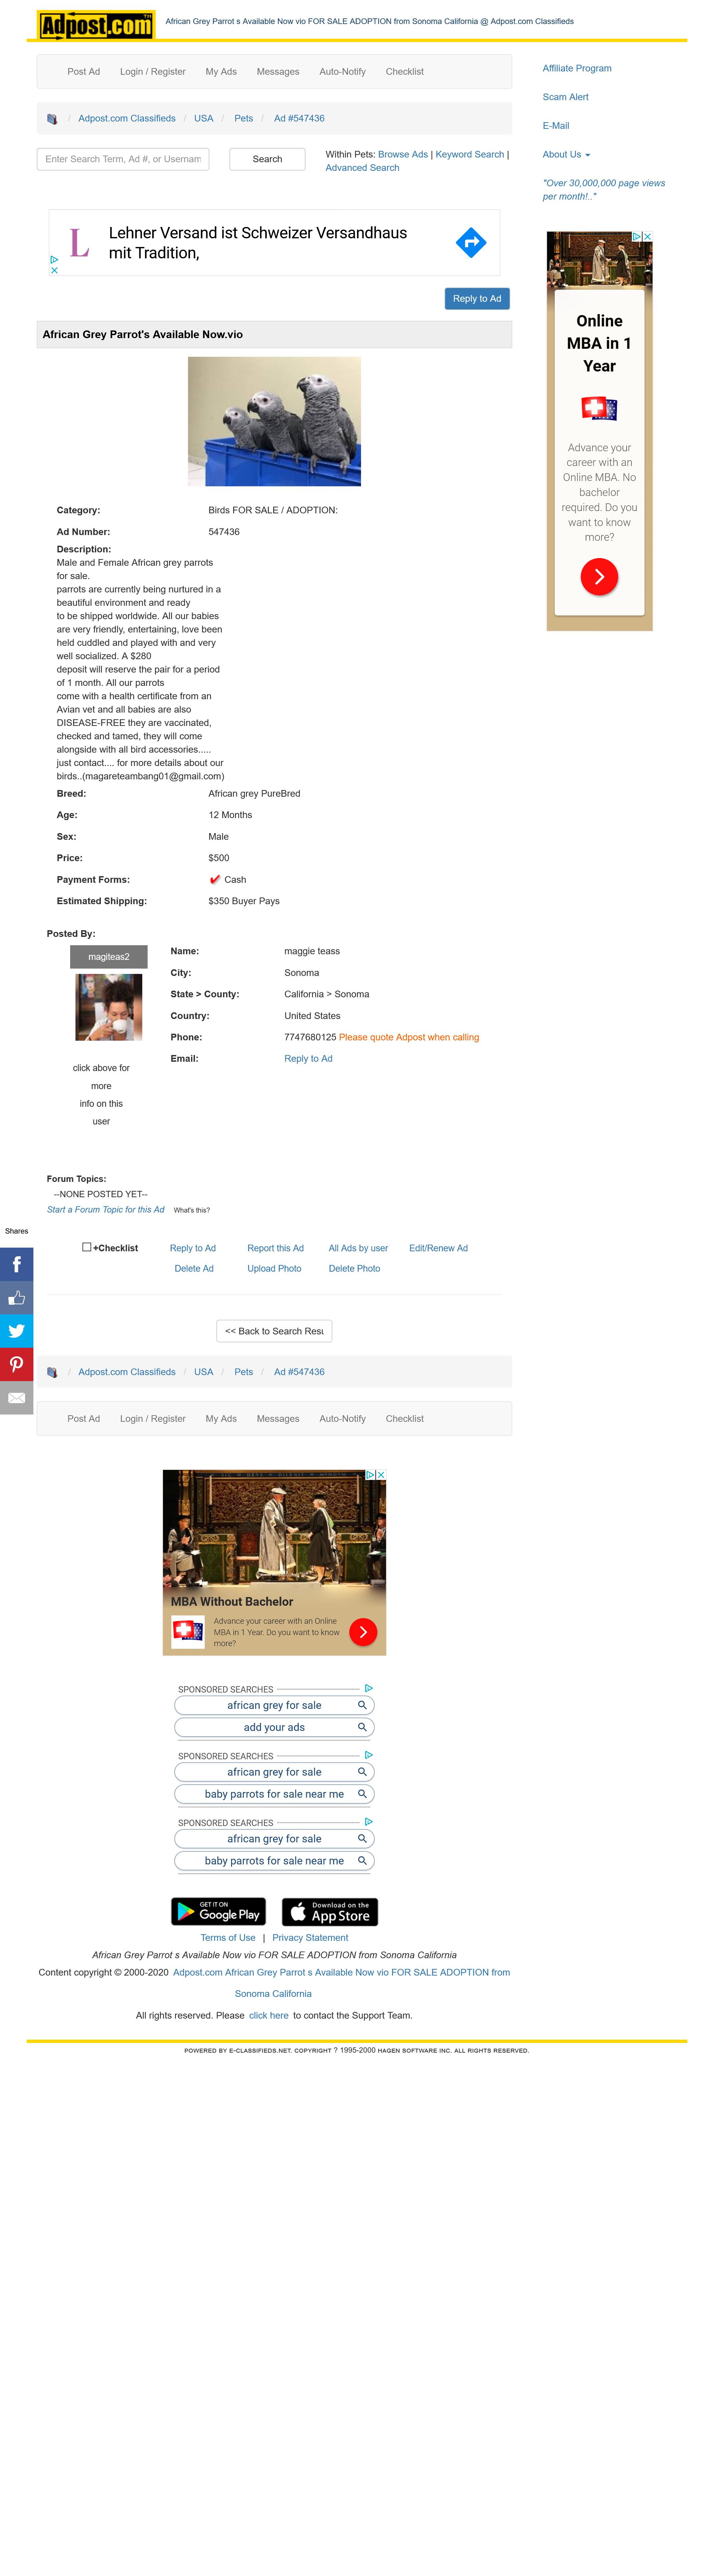 Adpost.com TM
African Grey Parrot s Available Now vio FOR SALE ADOPTION from Sonoma California @ Adpost.com Classifieds
Post Ad Login / Register My Ads Messages Auto-Notify Checklist
/ Adpost.com Classifieds / USA / Pets / Ad #547436
Enter Search Term, Ad #, or Usernam
Search
Within Pets: Browse Ads | Keyword Search |
Advanced Search
Affiliate Program
Scam Alert
E-Mail
About Us
"Over 30,000,000 page views
per month!.."
L
Lehner Versand ist Schweizer Versandhaus
mit Tradition,
Online
MBA in 1
Year
Advance your
career with an
Online MBA. No
bachelor
required. Do you
want to know
more?
Reply to Ad
African Grey Parrot's Available Now.vio
Category: Birds FOR SALE / ADOPTION:
Ad Number: 547436
Description:
Male and Female African grey parrots
for sale.
parrots are currently being nurtured in a
beautiful environment and ready
to be shipped worldwide. All our babies
are very friendly, entertaining, love been
held cuddled and played with and very
well socialized. A $280
deposit will reserve the pair for a period
of 1 month. All our parrots
come with a health certificate from an
Avian vet and all babies are also
DISEASE-FREE they are vaccinated,
checked and tamed, they will come
alongside with all bird accessories.....
just contact.... for more details about our
birds..(magareteambang01@gmail.com)
Breed: African grey PureBred
Age: 12 Months
Sex: Male
Price: $500
Payment Forms: Cash
Estimated Shipping: $350 Buyer Pays
Posted By:
magiteas2
click above for
more
info on this
user
Name: maggie teass
City: Sonoma
State > County: California > Sonoma
Country: United States
Phone: 7747680125 Please quote Adpost when calling
Email: Reply to Ad
Forum Topics:
--NONE POSTED YET--
Start a Forum Topic for this Ad What's this?
Shares
+Checklist Reply to Ad Report this Ad All Ads by user Edit/Renew Ad
Delete Ad Upload Photo Delete Photo
<< Back to Search Resu
/ Adpost.com Classifieds / USA / Pets / Ad #547436
Post Ad Login / Register My Ads Messages Auto-Notify Checklist
MBA Without Bachelor
Advance your career with an Online
MBA in 1 Year. Do you want to know
more?
SPONSORED SEARCHES
african grey for sale
add your ads
SPONSORED SEARCHES
african grey for sale
baby parrots for sale near me
SPONSORED SEARCHES
african grey for sale
baby parrots for sale near me
GET IT ON
Google Play
Download on the
App Store
Terms of Use | Privacy Statement
African Grey Parrot s Available Now vio FOR SALE ADOPTION from Sonoma California
Content copyright © 2000-2020 Adpost.com African Grey Parrot s Available Now vio FOR SALE ADOPTION from
Sonoma California
All rights reserved. Please click here to contact the Support Team.
POWERED BY E-CLASSIFIEDS.NET. COPYRIGHT ? 1995-2000 HAGEN SOFTWARE INC. ALL RIGHTS RESERVED.